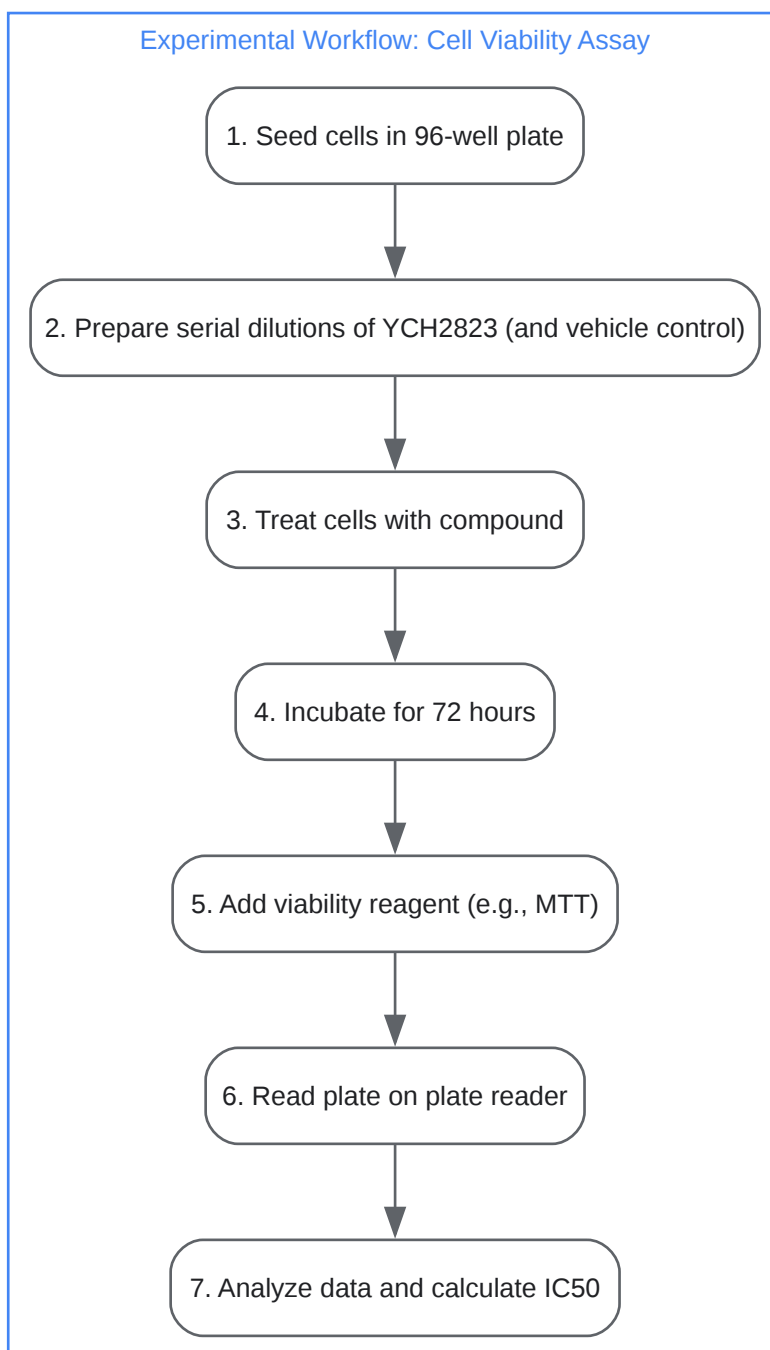 Experimental Workflow: Cell Viability Assay
1. Seed cells in 96-well plate
2. Prepare serial dilutions of YCH2823 (and vehicle control)
3. Treat cells with compound
4. Incubate for 72 hours
5. Add viability reagent (e.g., MTT)
6. Read plate on plate reader
7. Analyze data and calculate IC50